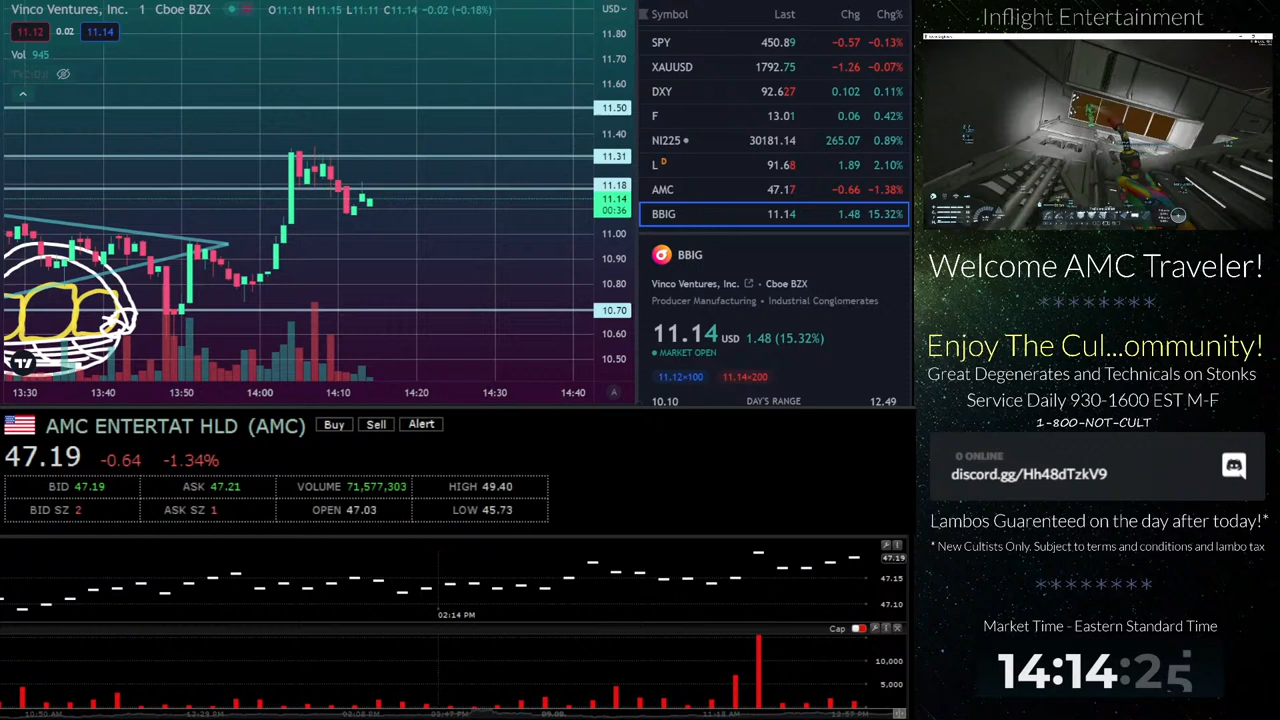 Vinco Ventures, Inc. 1 Cboe BZX O11.11 H11.15 L11.11 C11.14 -0.02 (-0.18%)
11.12 0.02 11.14
Vol 945
USD
11.80
11.70
11.60
11.50
11.40
11.31
11.18
11.14
00:36
11.00
10.90
10.80
10.70
10.60
10.50
13:30 13:40 13:50 14:00 14:10 14:20 14:30 14:40 A
Symbol Last Chg Chg%
SPY 450.89 -0.57 -0.13%
XAUUSD 1792.75 -1.26 -0.07%
DXY 92.627 0.102 0.11%
F 13.01 0.06 0.42%
NI225 30181.14 265.07 0.89%
L D 91.68 1.89 2.10%
AMC 47.17 -0.66 -1.38%
BBIG 11.14 1.48 15.32%
BBIG
Vinco Ventures, Inc. Cboe BZX
Producer Manufacturing • Industrial Conglomerates
11.14 USD 1.48 (15.32%)
MARKET OPEN
11.12×100 11.14×200
10.10 DAY'S RANGE 12.49
AMC ENTERTAT HLD (AMC) Buy Sell Alert
47.19 -0.64 -1.34%
BID 47.19 ASK 47.21 VOLUME 71,577,303 HIGH 49.40
BID SZ 2 ASK SZ 1 OPEN 47.03 LOW 45.73
47.19
47.15
47.10
02:14 PM
Cap
10,000
5,000
Inflight Entertainment
Welcome AMC Traveler!
********
Enjoy The Cul...ommunity!
Great Degenerates and Technicals on Stonks
Service Daily 930-1600 EST M-F
1-800-NOT-CULT
0 ONLINE
discord.gg/Hh48dTzkV9
Lambos Guarenteed on the day after today!*
* New Cultists Only. Subject to terms and conditions and lambo tax
********
Market Time - Eastern Standard Time
14:14:25